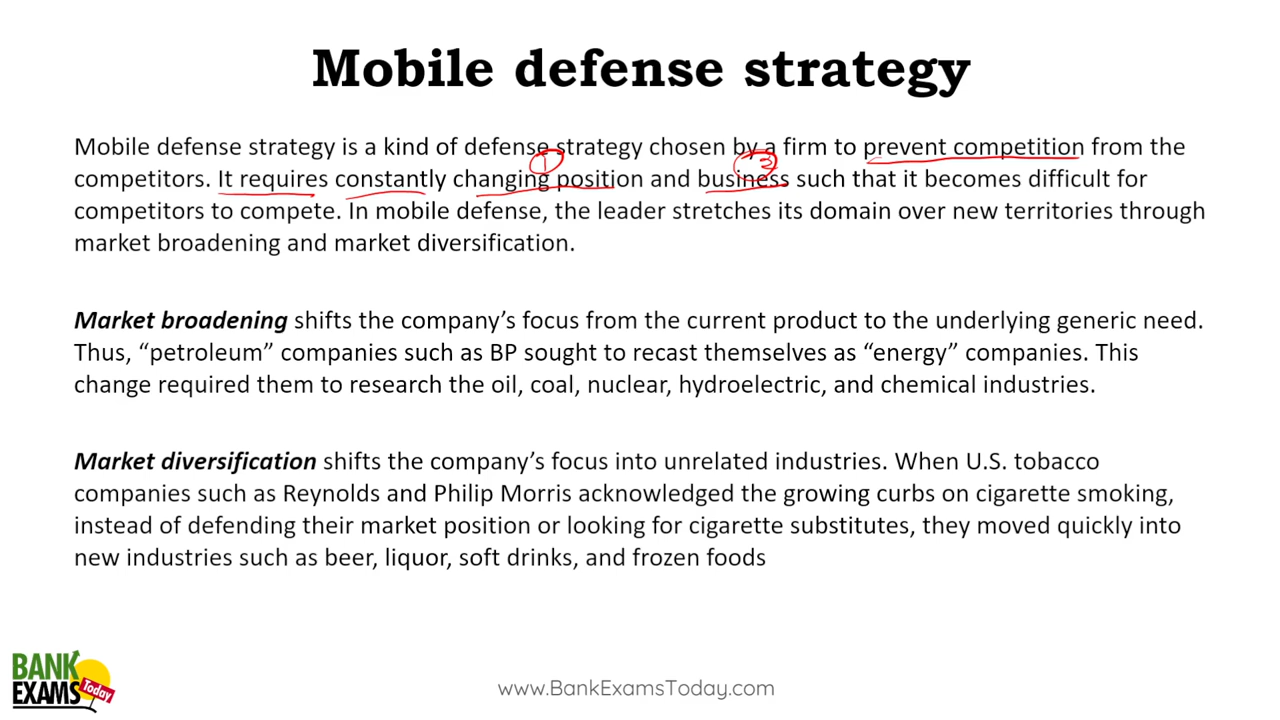 Mobile defense strategy
Mobile defense strategy is a kind of defense strategy chosen by a firm to prevent competition from the
1 3
competitors. It requires constantly changing position and business such that it becomes difficult for
competitors to compete. In mobile defense, the leader stretches its domain over new territories through
market broadening and market diversification.
Market broadening shifts the company’s focus from the current product to the underlying generic need.
Thus, “petroleum” companies such as BP sought to recast themselves as “energy” companies. This
change required them to research the oil, coal, nuclear, hydroelectric, and chemical industries.
Market diversification shifts the company’s focus into unrelated industries. When U.S. tobacco
companies such as Reynolds and Philip Morris acknowledged the growing curbs on cigarette smoking,
instead of defending their market position or looking for cigarette substitutes, they moved quickly into
new industries such as beer, liquor, soft drinks, and frozen foods
BANK
EXAMS
Today
www.BankExamsToday.com